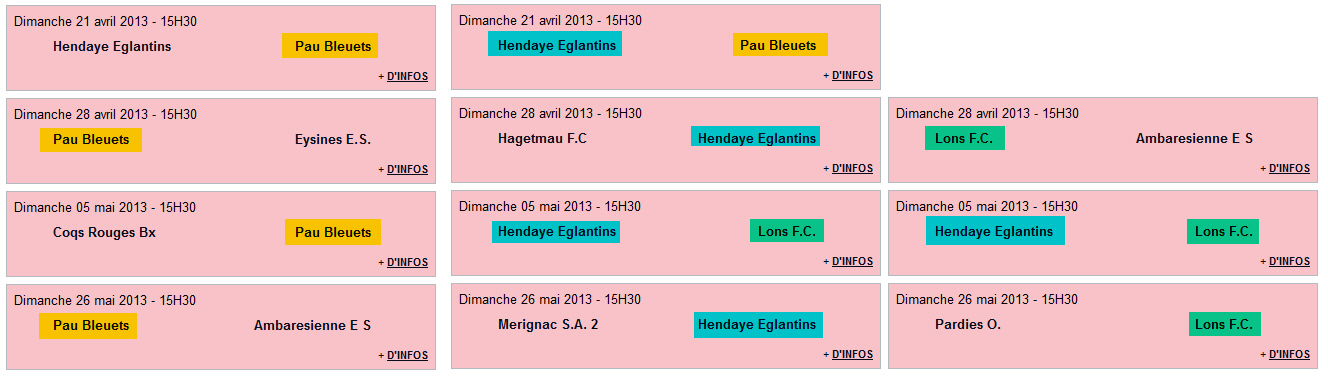 Dimanche 21 avril 2013 - 15H30
Hendaye Eglantins Pau Bleuets
+ D'INFOS
Dimanche 28 avril 2013 - 15H30
Pau Bleuets Eysines E.S.
+ D'INFOS
Dimanche 05 mai 2013 - 15H30
Coqs Rouges Bx Pau Bleuets
+ D'INFOS
Dimanche 26 mai 2013 - 15H30
Pau Bleuets Ambaresienne E S
+ D'INFOS
Dimanche 21 avril 2013 - 15H30
Hendaye Eglantins Pau Bleuets
+ D'INFOS
Dimanche 28 avril 2013 - 15H30
Hagetmau F.C Hendaye Eglantins
+ D'INFOS
Dimanche 05 mai 2013 - 15H30
Hendaye Eglantins Lons F.C.
+ D'INFOS
Dimanche 26 mai 2013 - 15H30
Merignac S.A. 2 Hendaye Eglantins
+ D'INFOS
Dimanche 28 avril 2013 - 15H30
Lons F.C. Ambaresienne E S
+ D'INFOS
Dimanche 05 mai 2013 - 15H30
Hendaye Eglantins Lons F.C.
+ D'INFOS
Dimanche 26 mai 2013 - 15H30
Pardies O. Lons F.C.
+ D'INFOS